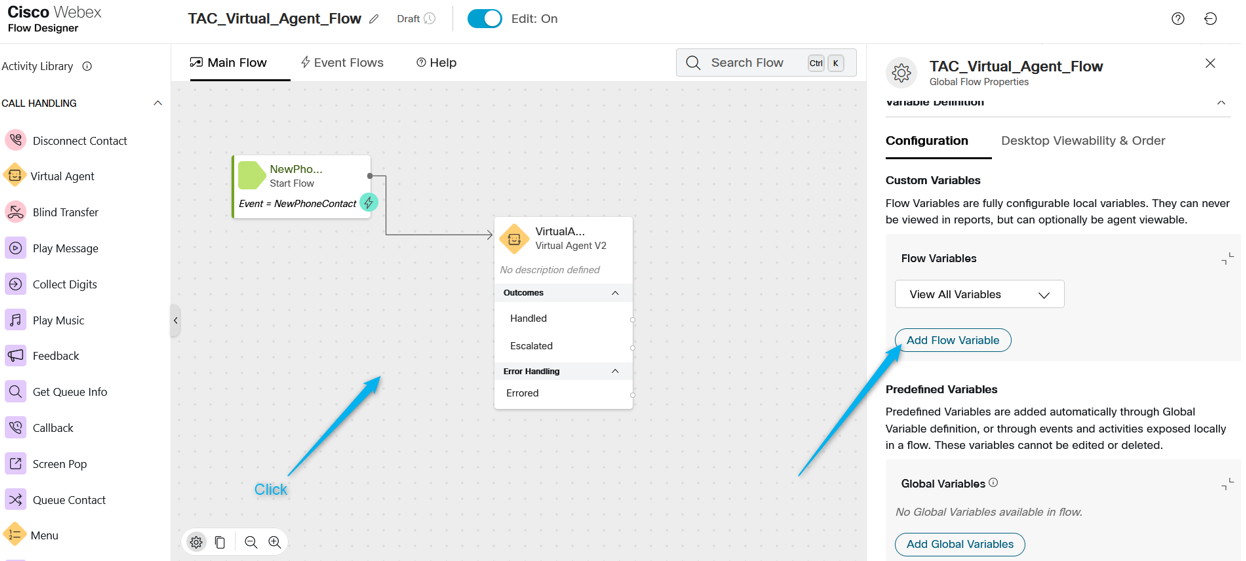 Cisco Webex
Flow Designer
TAC_Virtual_Agent_Flow
Draft
Edit: On
Activity Library
CALL HANDLING
Disconnect Contact
Virtual Agent
Blind Transfer
Play Message
Collect Digits
Play Music
Feedback
Get Queue Info
Callback
Screen Pop
Queue Contact
Menu
Main Flow
Event Flows
Help
Search Flow
Ctrl
K
NewPho...
Start Flow
Event = NewPhoneContact
VirtualA...
Virtual Agent V2
No description defined
Outcomes
Handled
Escalated
Error Handling
Errored
Click
TAC_Virtual_Agent_Flow
Global Flow Properties
Variable Definition
Configuration
Desktop Viewability & Order
Custom Variables
Flow Variables are fully configurable local variables. They can never
be viewed in reports, but can optionally be agent viewable.
Flow Variables
View All Variables
Add Flow Variable
Predefined Variables
Predefined Variables are added automatically through Global
Variable definition, or through events and activities exposed locally
in a flow. These variables cannot be edited or deleted.
Global Variables
No Global Variables available in flow.
Add Global Variables